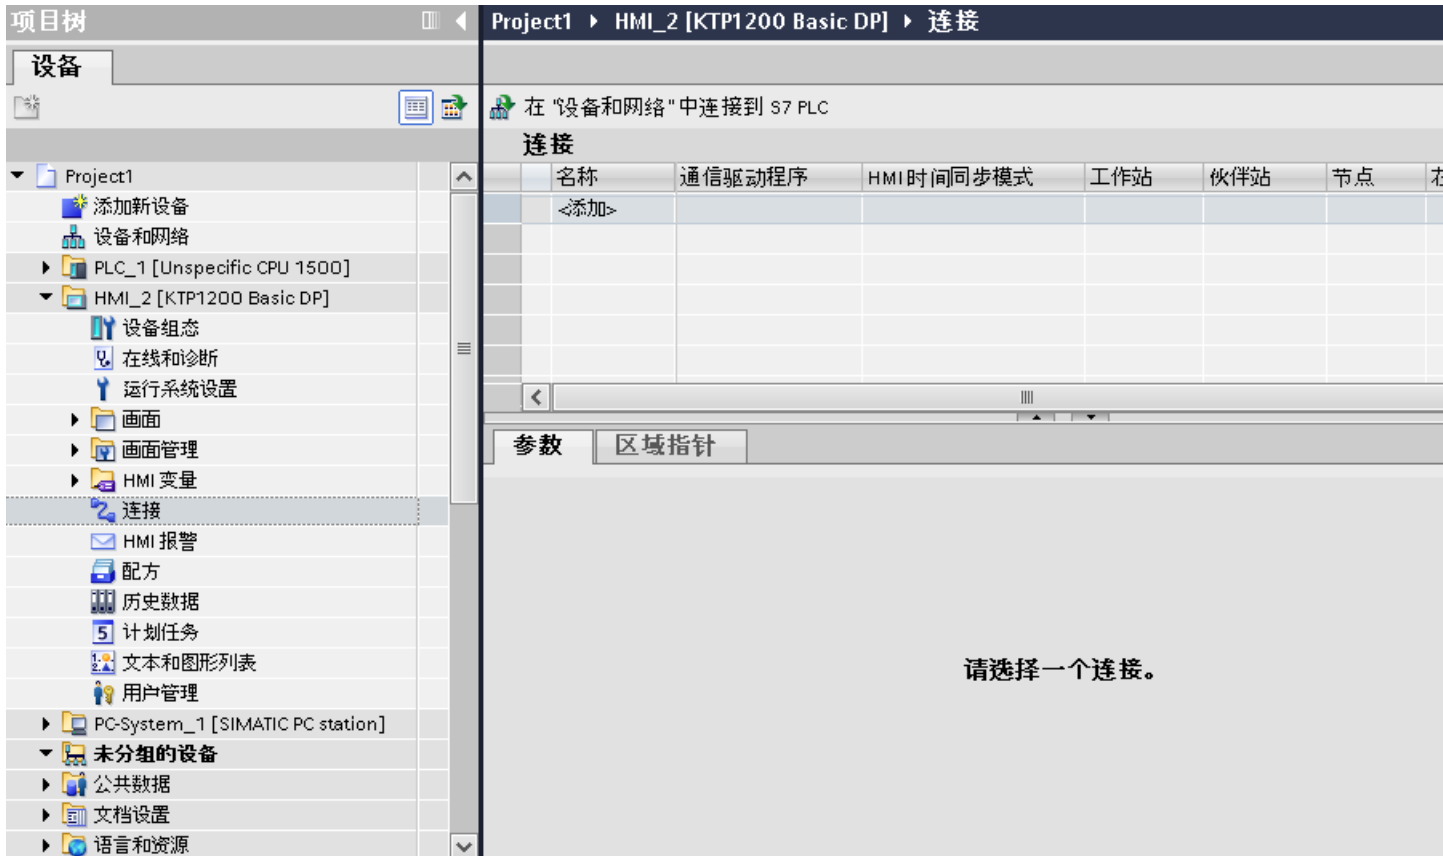 项目树
Project1 ▸ HMI_2 [KTP1200 Basic DP] ▸ 连接
设备
在 "设备和网络" 中连接到 S7 PLC
连接
名称 通信驱动程序 HMI 时间同步模式 工作站 伙伴站 节点
<添加>
Project1
添加新设备
设备和网络
PLC_1 [Unspecific CPU 1500]
HMI_2 [KTP1200 Basic DP]
设备组态
在线和诊断
运行系统设置
画面
画面管理
HMI 变量
连接
HMI 报警
配方
历史数据
计划任务
文本和图形列表
用户管理
PC-System_1 [SIMATIC PC station]
未分组的设备
公共数据
文档设置
语言和资源
参数 区域指针
请选择一个连接。